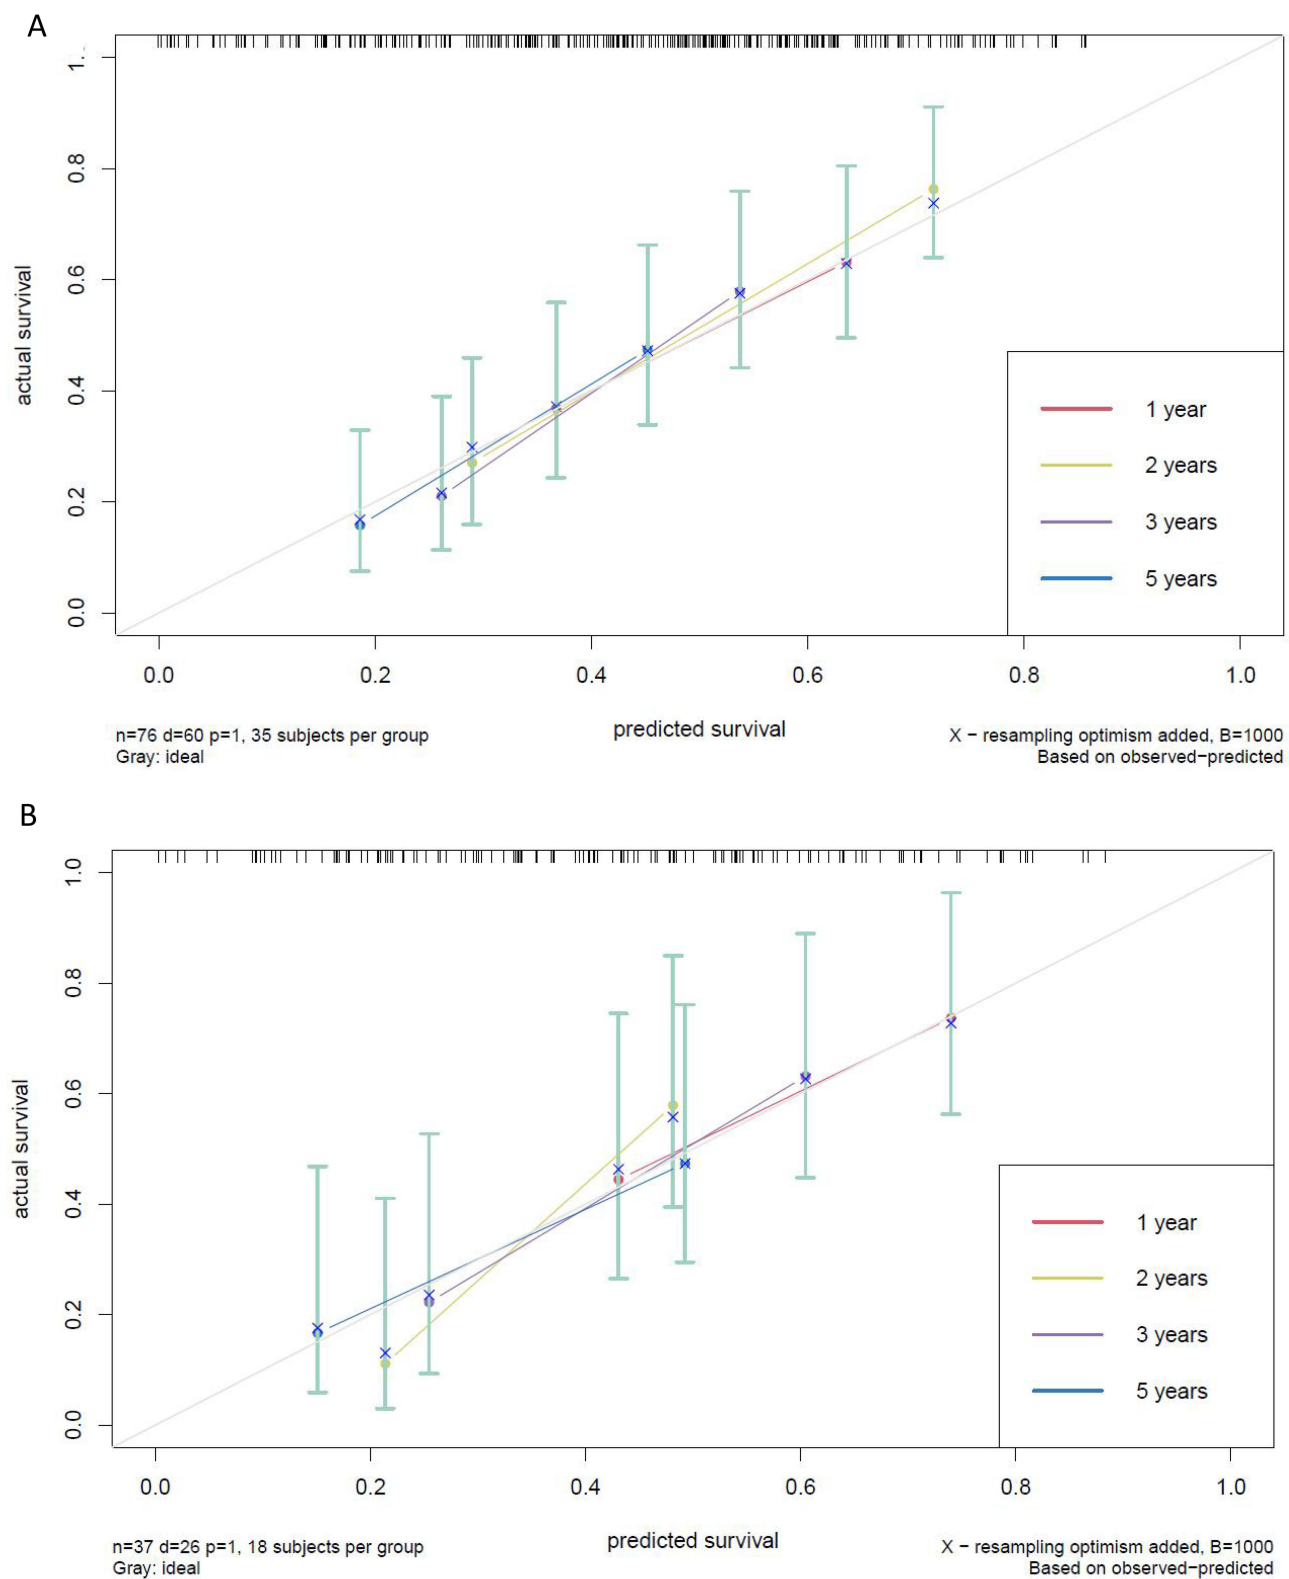 A
1.
0.8
0.6
0.4
0.2
0.0
actual survival
1 year
2 years
3 years
5 years
0.0 0.2 0.4 0.6 0.8 1.0
predicted survival
n=76 d=60 p=1, 35 subjects per group
Gray: ideal
X − resampling optimism added, B=1000
Based on observed−predicted
B
1.0
0.8
0.6
0.4
0.2
0.0
actual survival
1 year
2 years
3 years
5 years
0.0 0.2 0.4 0.6 0.8 1.0
predicted survival
n=37 d=26 p=1, 18 subjects per group
Gray: ideal
X − resampling optimism added, B=1000
Based on observed−predicted